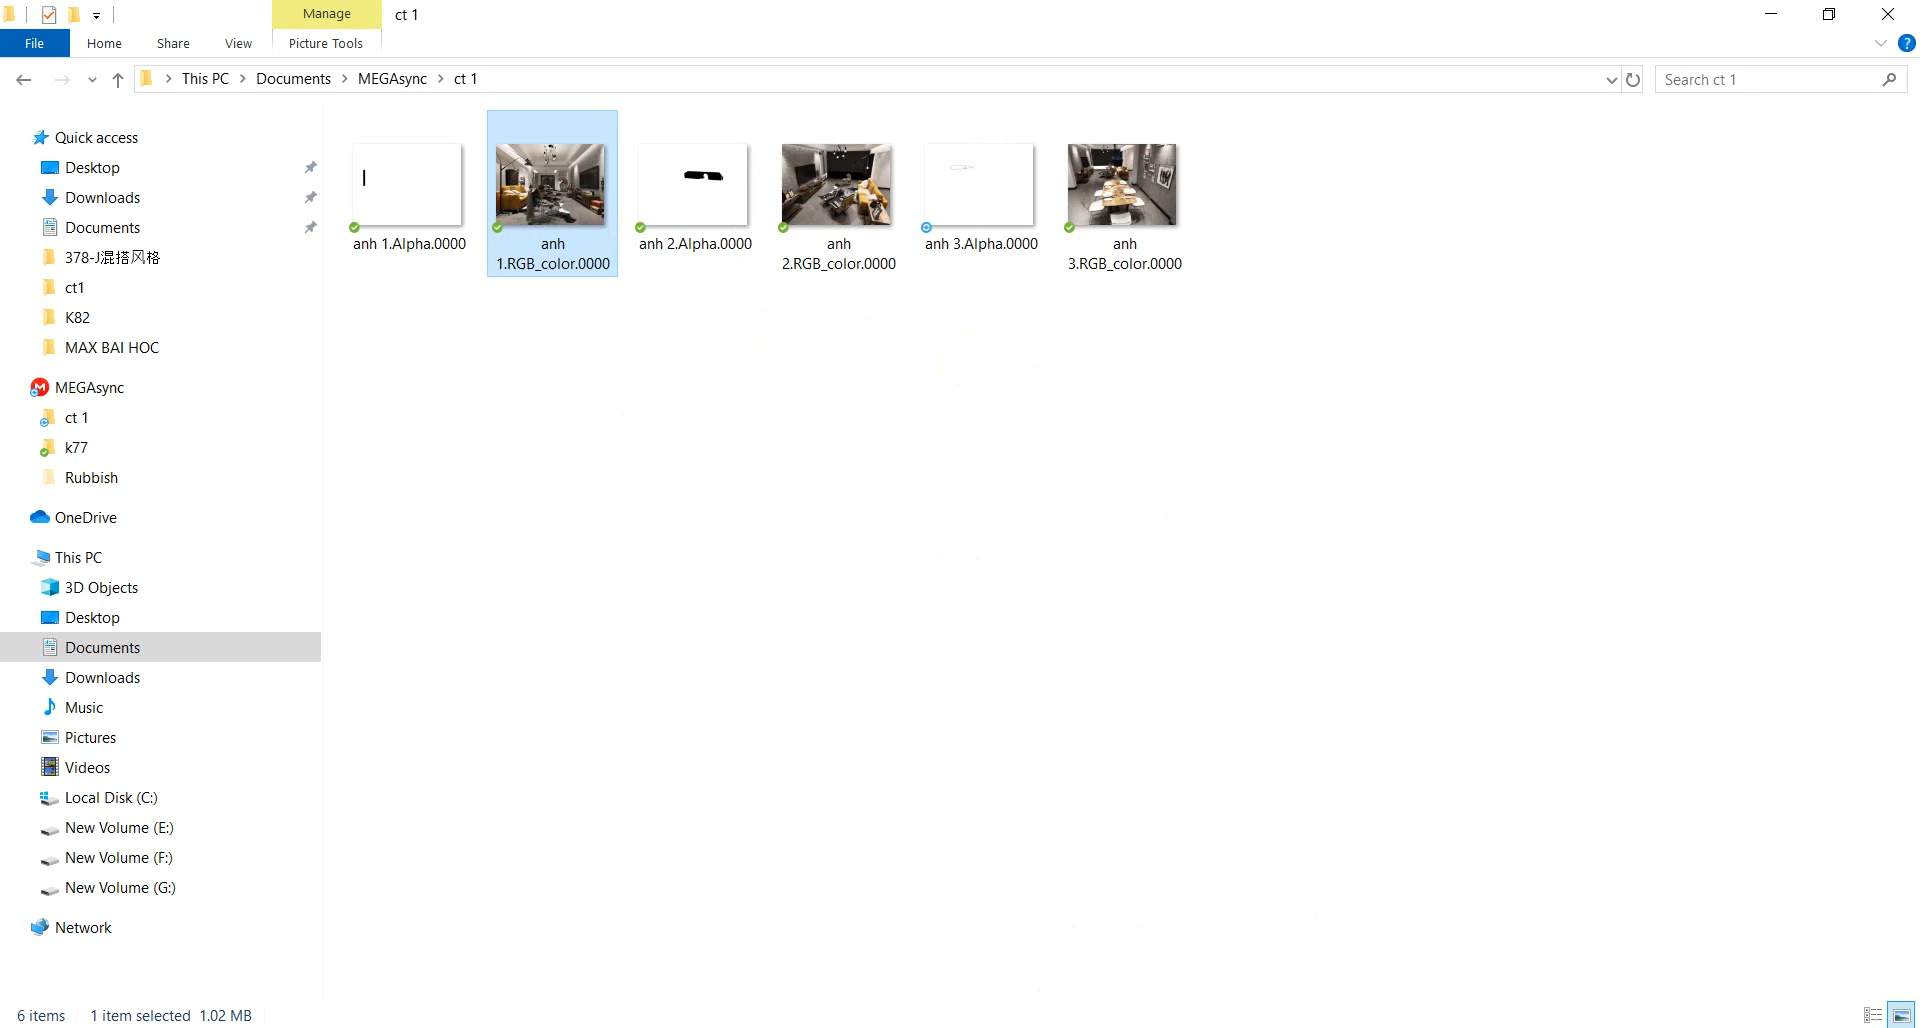 Manage
ct 1
File
Home
Share
View
Picture Tools
This PC
Documents
MEGAsync
ct 1
Search ct 1
Quick access
Desktop
Downloads
Documents
378-J混搭风格
ct1
K82
MAX BAI HOC
MEGAsync
ct 1
k77
Rubbish
OneDrive
This PC
3D Objects
Desktop
Documents
Downloads
Music
Pictures
Videos
Local Disk (C:)
New Volume (E:)
New Volume (F:)
New Volume (G:)
Network
anh 1.Alpha.0000
anh
1.RGB_color.0000
anh 2.Alpha.0000
anh
2.RGB_color.0000
anh 3.Alpha.0000
anh
3.RGB_color.0000
6 items
1 item selected 1.02 MB